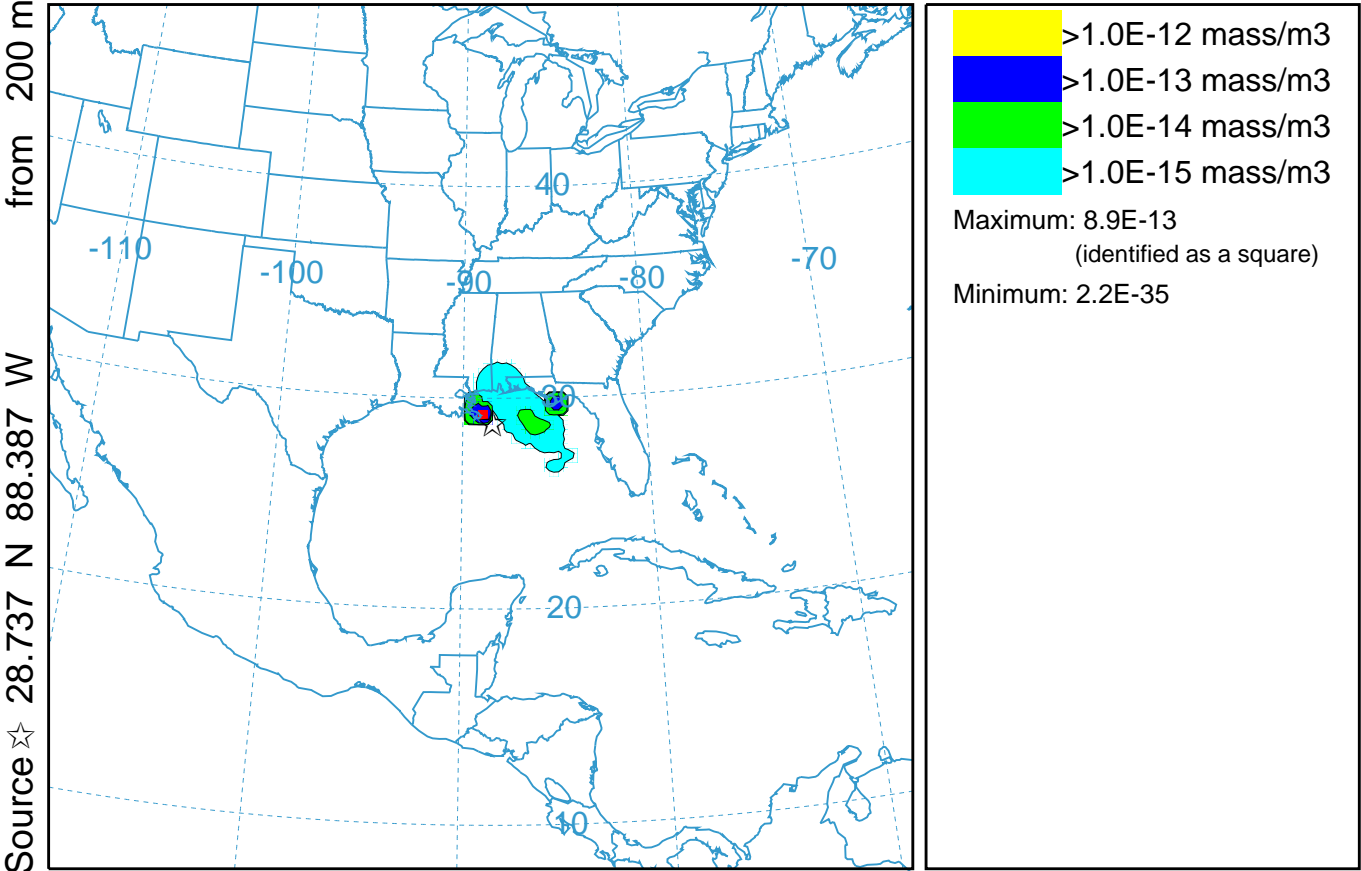 Source ☆ 28.737 N 88.387 W from 200 m
-110
-100
-90
-80
-70
40
30
20
10
>1.0E-12 mass/m3
>1.0E-13 mass/m3
>1.0E-14 mass/m3
>1.0E-15 mass/m3
Maximum: 8.9E-13
(identified as a square)
Minimum: 2.2E-35